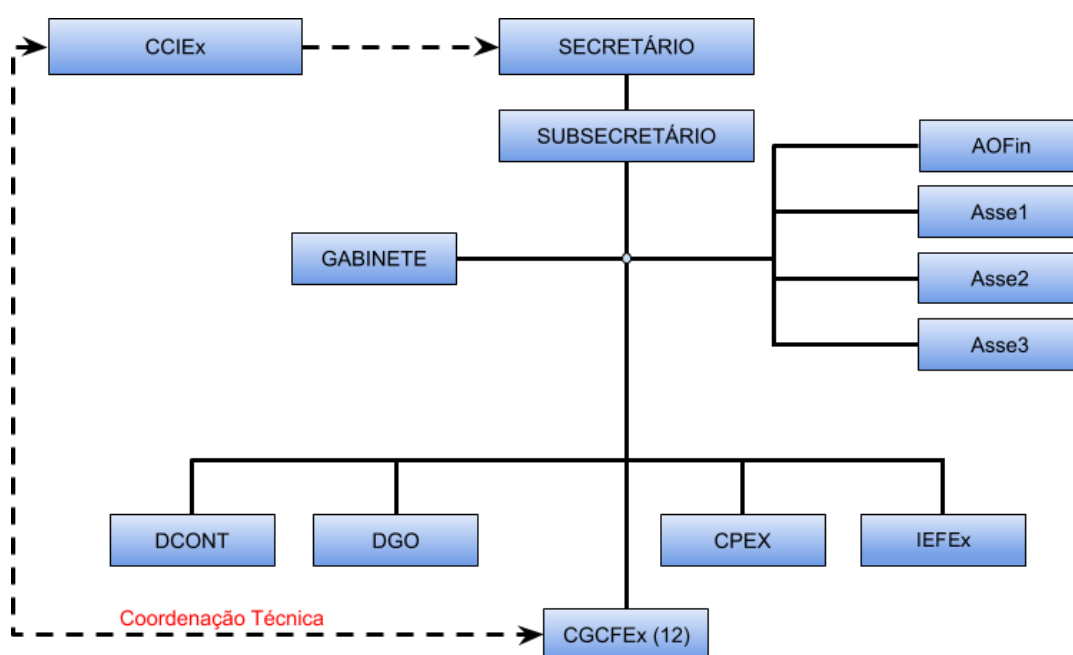 CCIEx
SECRETÁRIO
SUBSECRETÁRIO
AOFin
Asse1
GABINETE
Asse2
Asse3
DCONT
DGO
CPEX
IEFEx
Coordenação Técnica
CGCFEx (12)